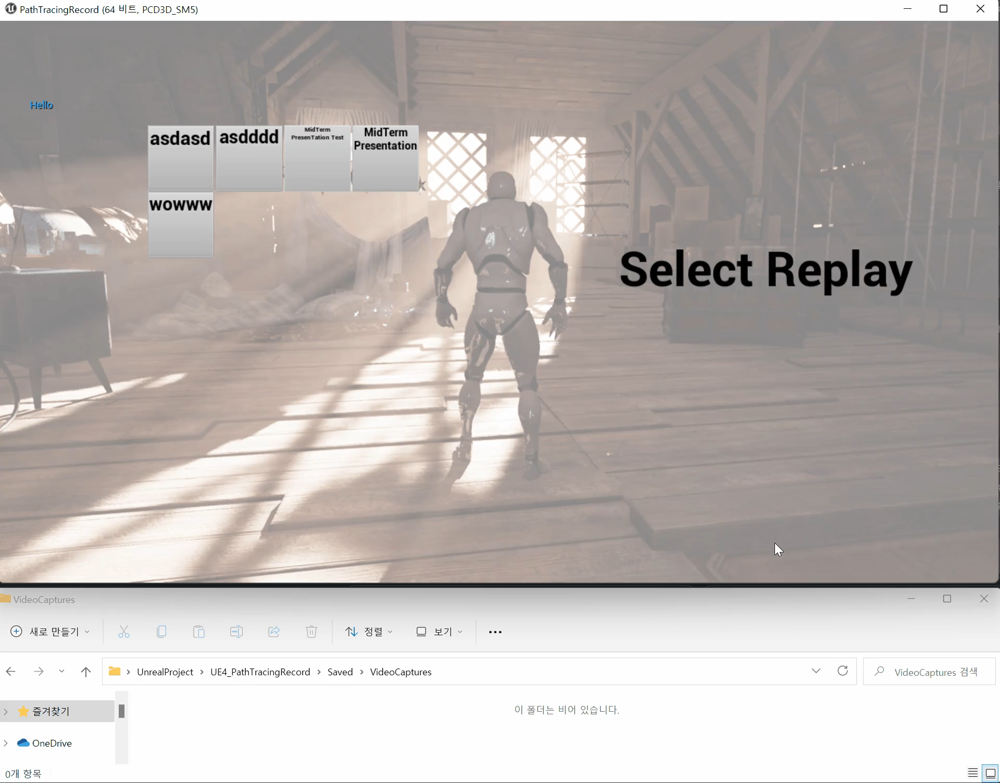 PathTracingRecord (64 비트, PCD3D_SM5)
Hello
asdasd
asdddd
MidTerm
PresenTation Test
MidTerm
Presentation
wowww
Select Replay
VideoCaptures
새로 만들기
정렬
보기
UnrealProject > UE4_PathTracingRecord > Saved > VideoCaptures
VideoCaptures 검색
즐겨찾기
이 폴더는 비어 있습니다.
OneDrive
0개 항목